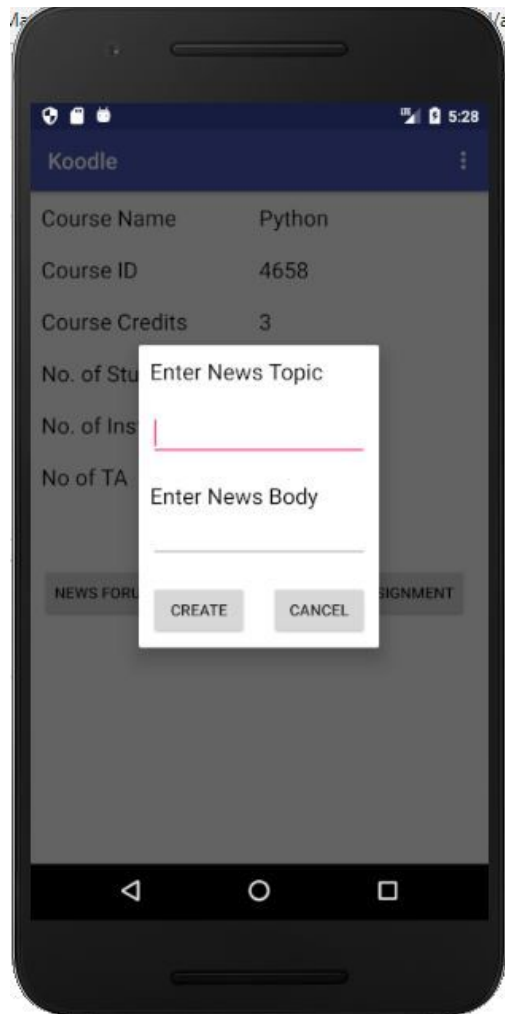 5:28
Koodle
Course Name Python
Course ID 4658
Course Credits 3
No. of Stu
No. of Ins
No of TA
Enter News Topic
Enter News Body
NEWS FORU
SIGNMENT
CREATE CANCEL